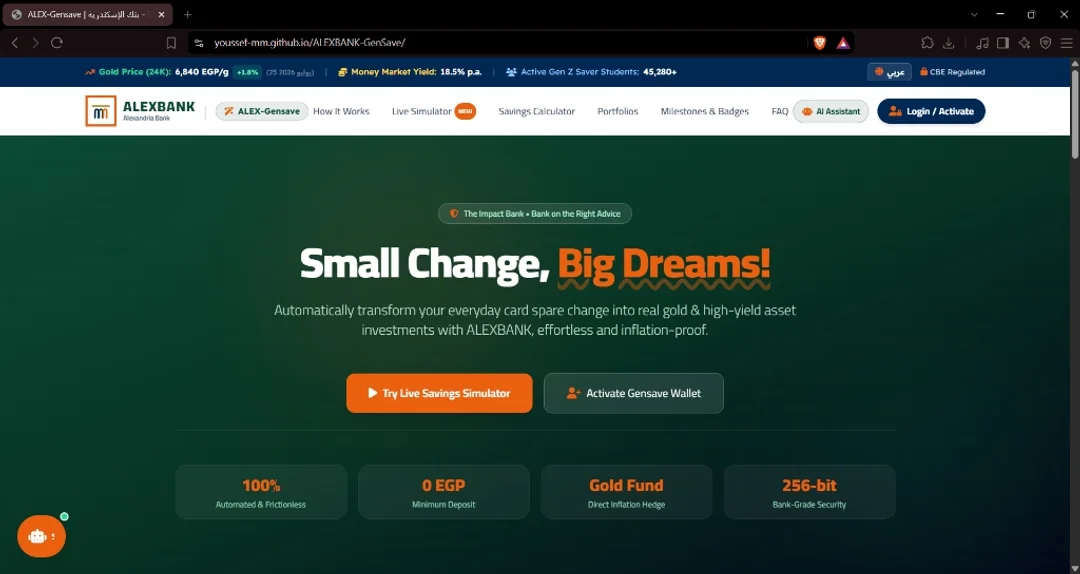 ALEX-Gensave | بنك الإسكندرية -
youssef-mm.github.io/ALEXBANK-GenSave/
Gold Price (24K): 6,840 EGP/g +1.8% (25 يوليو 2026) | Money Market Yield: 18.5% p.a. | Active Gen Z Saver Students: 45,280+ عربي CBE Regulated
ALEXBANK
Alexandria Bank
ALEX-Gensave How It Works Live Simulator NEW Savings Calculator Portfolios Milestones & Badges FAQ AI Assistant Login / Activate
The Impact Bank • Bank on the Right Advice
Small Change, Big Dreams!
Automatically transform your everyday card spare change into real gold & high-yield asset
investments with ALEXBANK, effortless and inflation-proof.
Try Live Savings Simulator Activate Gensave Wallet
100% 0 EGP Gold Fund 256-bit
Automated & Frictionless Minimum Deposit Direct Inflation Hedge Bank-Grade Security